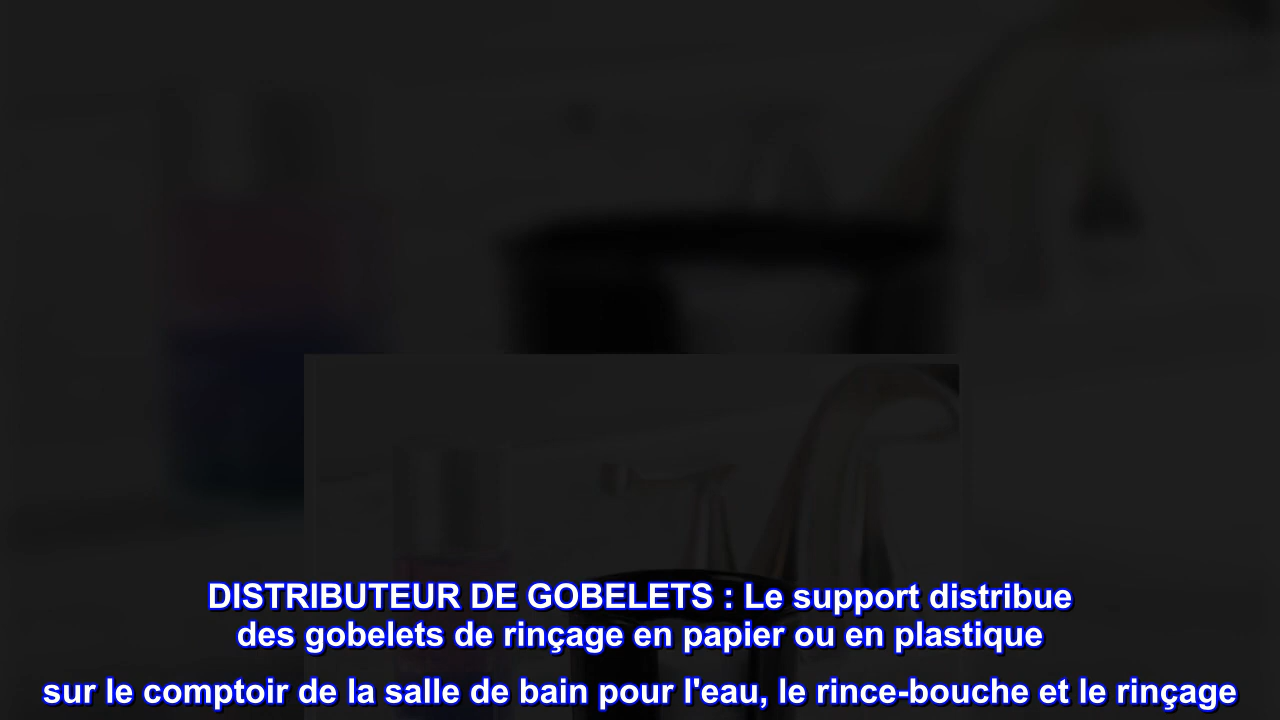 DISTRIBUTEUR DE GOBELETS : Le support distribue
des gobelets de rinçage en papier ou en plastique
sur le comptoir de la salle de bain pour l'eau, le rince-bouche et le rinçage